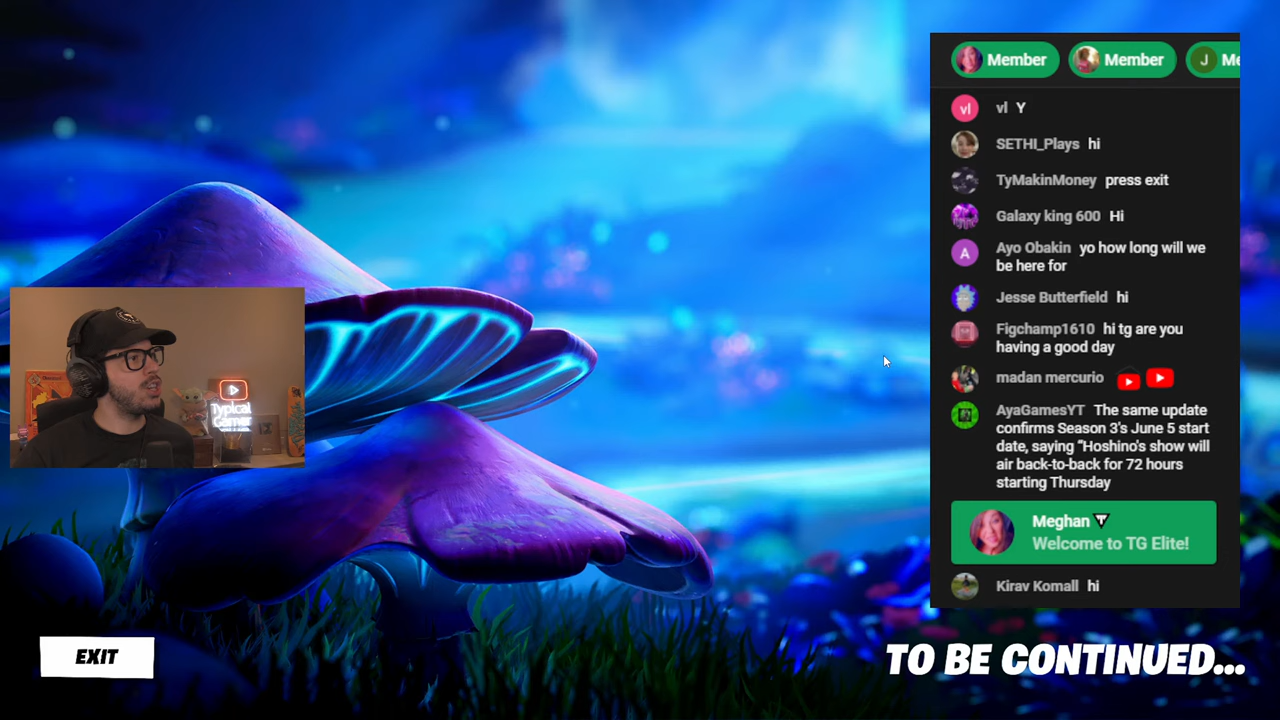 Member
Member
J Me
vl vl Y
SETHI_Plays hi
TyMakinMoney press exit
Galaxy king 600 Hi
A Ayo Obakin yo how long will we
be here for
Jesse Butterfield hi
Figchamp1610 hi tg are you
having a good day
madan mercurio
AyaGamesYT The same update
confirms Season 3's June 5 start
date, saying "Hoshino's show will
air back-to-back for 72 hours
starting Thursday
Meghan
Welcome to TG Elite!
Kirav Komall hi
Typical
Gamer
EXIT
TO BE CONTINUED...